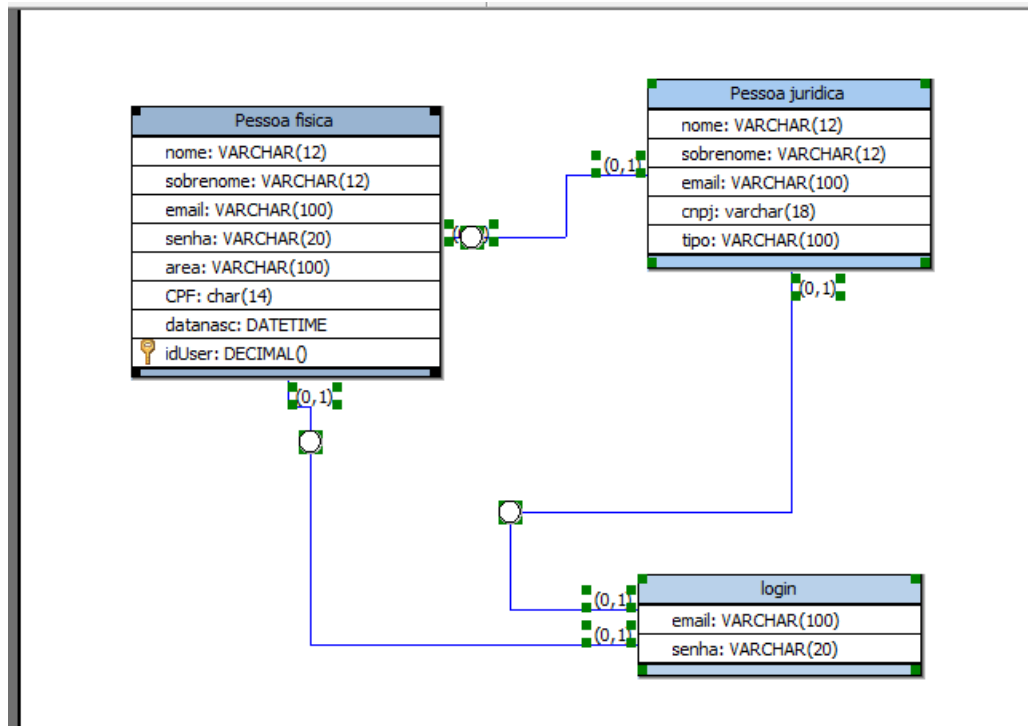 Pessoa fisica
nome: VARCHAR(12)
sobrenome: VARCHAR(12)
email: VARCHAR(100)
senha: VARCHAR(20)
area: VARCHAR(100)
CPF: char(14)
datanasc: DATETIME
idUser: DECIMAL()
(0,1)
Pessoa juridica
nome: VARCHAR(12)
sobrenome: VARCHAR(12)
email: VARCHAR(100)
cnpj: varchar(18)
tipo: VARCHAR(100)
(0,1)
(0,1)
login
email: VARCHAR(100)
senha: VARCHAR(20)
(0,1)
(0,1)